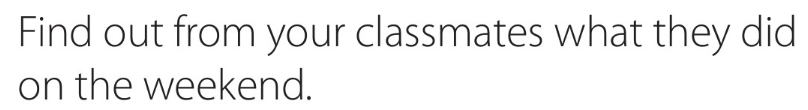 Find out from your classmates what they did
on the weekend.